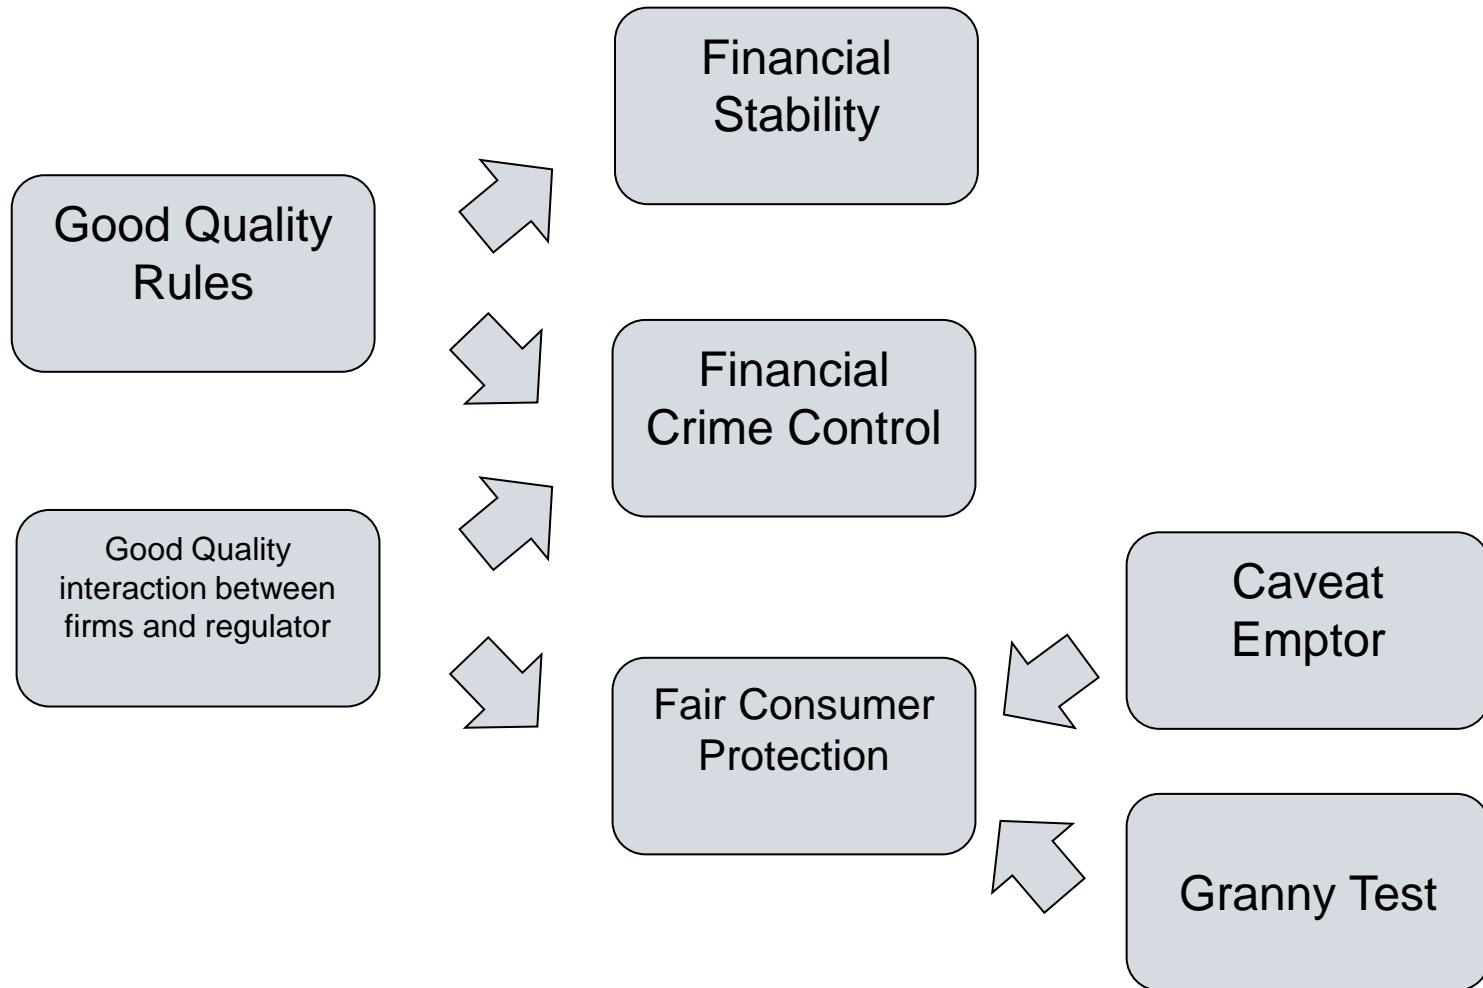 Financial
Stability
Good Quality
Rules
Financial
Crime Control
Good Quality
interaction between
firms and regulator
Caveat
Emptor
Fair Consumer
Protection
Granny Test